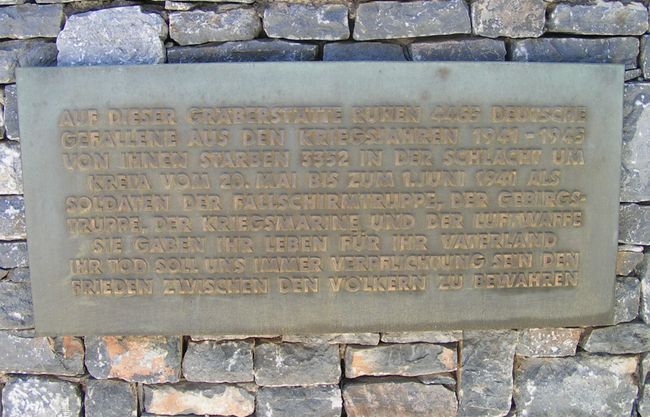 AUF DIESER GRÄBERSTÄTTE RUHEN 4465 DEUTSCHE
GEFALLENE AUS DEN KRIEGSJAHREN 1941–1945
VON IHNEN STARBEN 3352 IN DER SCHLACHT UM
KRETA VOM 20. MAI BIS ZUM 1. JUNI 1941 ALS
SOLDATEN DER FALLSCHIRMTRUPPE, DER GEBIRGS-
TRUPPE, DER KRIEGSMARINE UND DER LUFTWAFFE
SIE GABEN IHR LEBEN FÜR IHR VATERLAND
IHR TOD SOLL UNS IMMER VERPFLICHTUNG SEIN DEN
FRIEDEN ZWISCHEN DEN VÖLKERN ZU BEWAHREN